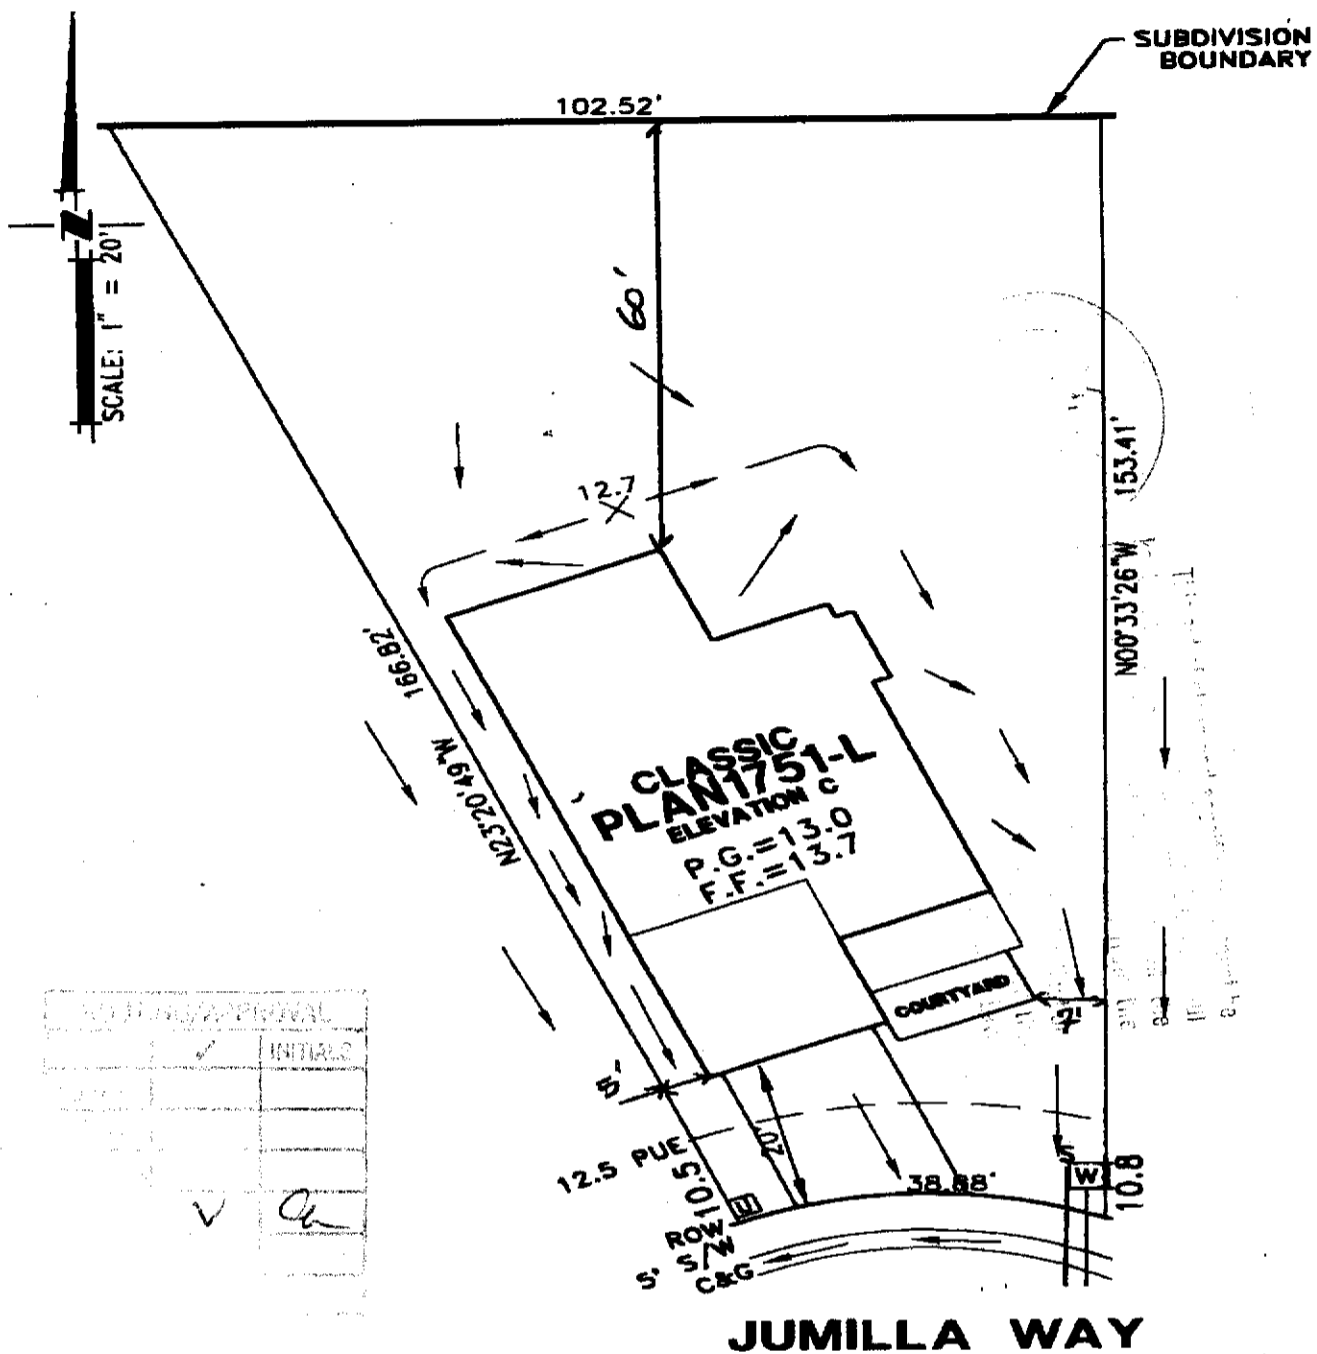 SUBDIVISION
BOUNDARY
102.52'
N
SCALE: 1" = 20'
60'
12.7
N00°33'26"W 153.41'
166.82'
N23°20'49"W
CLASSIC
PLAN1751-L
ELEVATION C
P.G.=13.0
F.F.=13.7
COURTYARD
INITIALS
5'
20'
12.5 PUE
10.5
38.88'
S
W
10.8
E
ROW
5' S/W
C&G
JUMILLA WAY